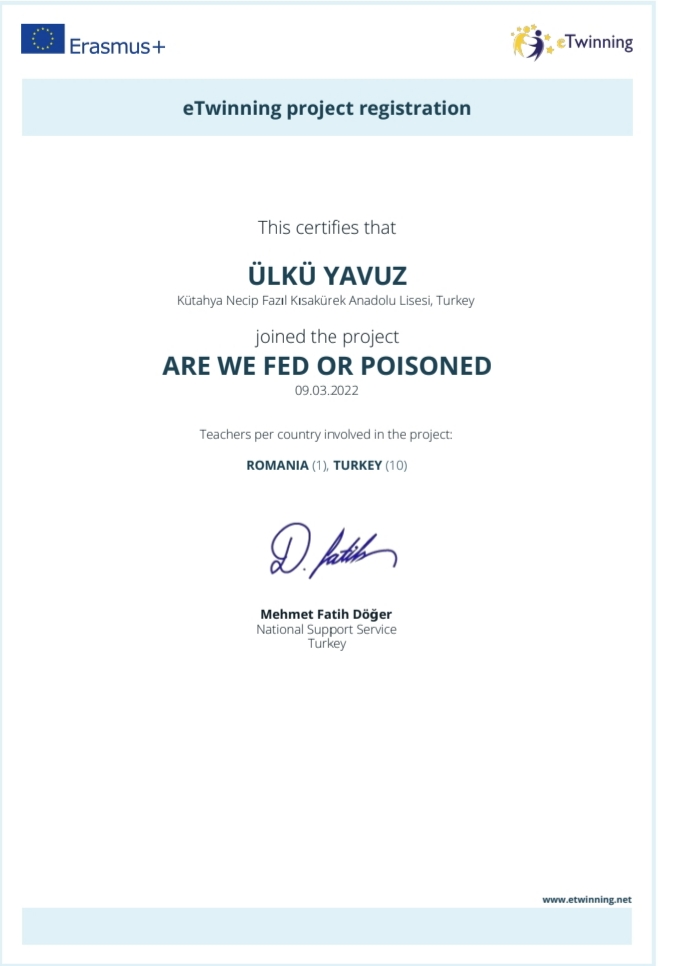 Erasmus+
eTwinning
eTwinning project registration
This certifies that
ÜLKÜ YAVUZ
Kütahya Necip Fazıl Kısakürek Anadolu Lisesi, Turkey
joined the project
ARE WE FED OR POISONED
09.03.2022
Teachers per country involved in the project:
ROMANIA (1), TURKEY (10)
D. fatih
Mehmet Fatih Döğer
National Support Service
Turkey
www.etwinning.net